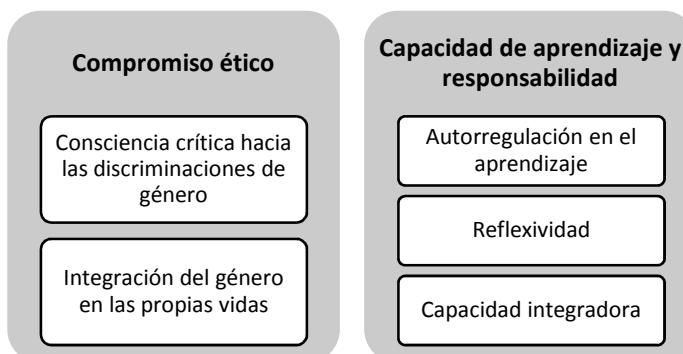 Compromiso ético
Consciencia crítica hacia
las discriminaciones de
género
Integración del género
en las propias vidas
Capacidad de aprendizaje y
responsabilidad
Autorregulación en el
aprendizaje
Reflexividad
Capacidad integradora